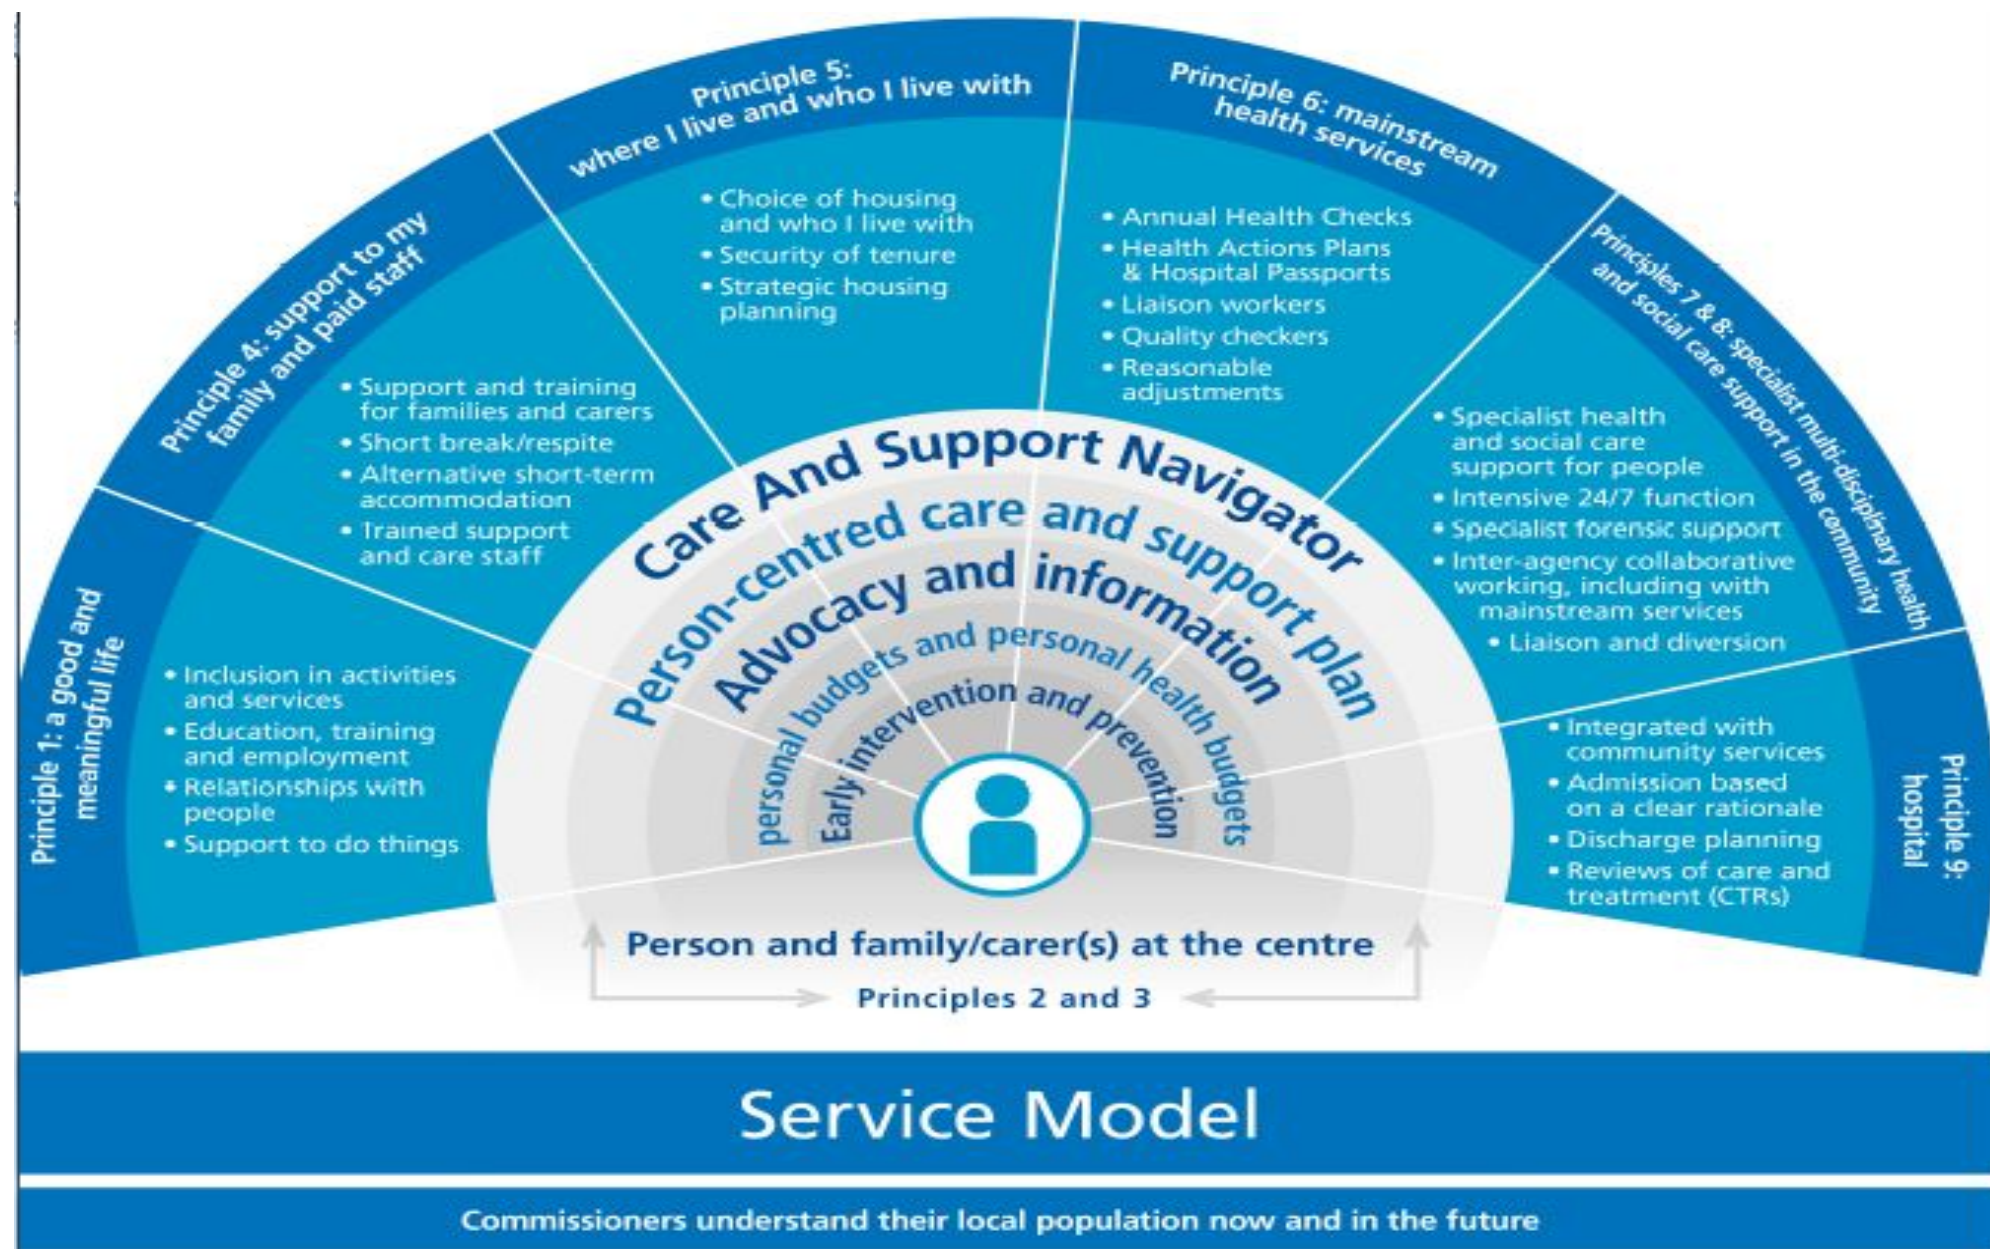 Principle 1: a good and
meaningful life
• Inclusion in activities
and services
• Education, training
and employment
• Relationships with
people
• Support to do things
Principle 4: support to my
family and paid staff
• Support and training
for families and carers
• Short break/respite
• Alternative short-term
accommodation
• Trained support
and care staff
Principle 5:
where I live and who I live with
• Choice of housing
and who I live with
• Security of tenure
• Strategic housing
planning
Principle 6: mainstream
health services
• Annual Health Checks
• Health Actions Plans
& Hospital Passports
• Liaison workers
• Quality checkers
• Reasonable
adjustments
Principles 7 & 8: specialist multi-disciplinary health
and social care support in the community
• Specialist health
and social care
support for people
• Intensive 24/7 function
• Specialist forensic support
• Inter-agency collaborative
working, including with
mainstream services
• Liaison and diversion
Principle 9:
hospital
• Integrated with
community services
• Admission based
on a clear rationale
• Discharge planning
• Reviews of care and
treatment (CTRs)
Care And Support Navigator
Person-centred care and support plan
Advocacy and information
personal budgets and personal health budgets
Early intervention and prevention
Person and family/carer(s) at the centre
Principles 2 and 3
Service Model
Commissioners understand their local population now and in the future